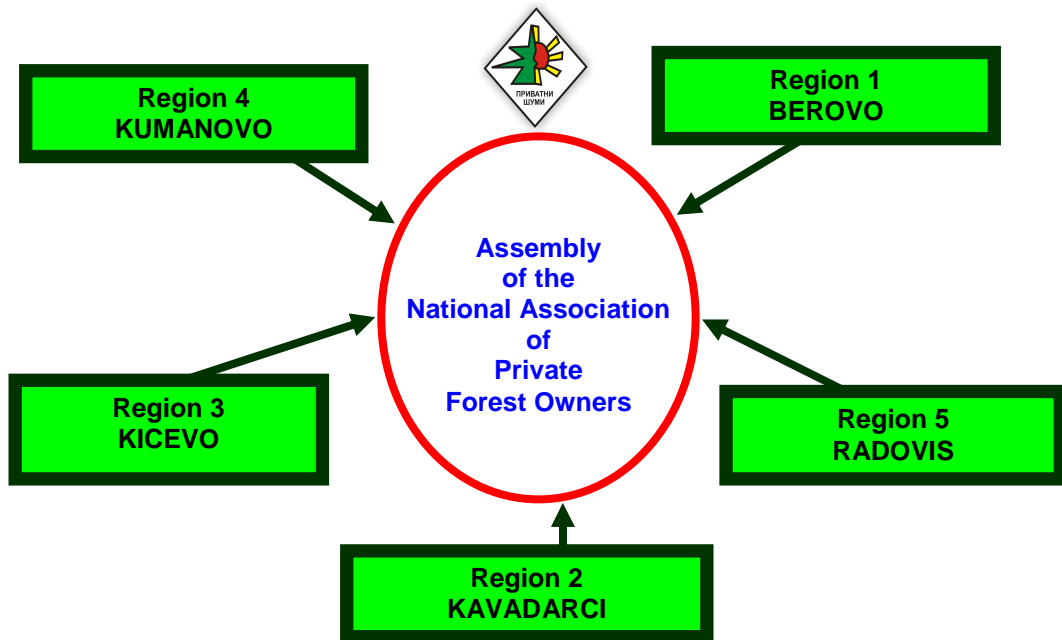 ПРИВАТНИ
ШУМИ
Region 4
KUMANOVO
Region 1
BEROVO
Assembly
of the
National Association
of
Private
Forest Owners
Region 3
KICEVO
Region 5
RADOVIS
Region 2
KAVADARCI